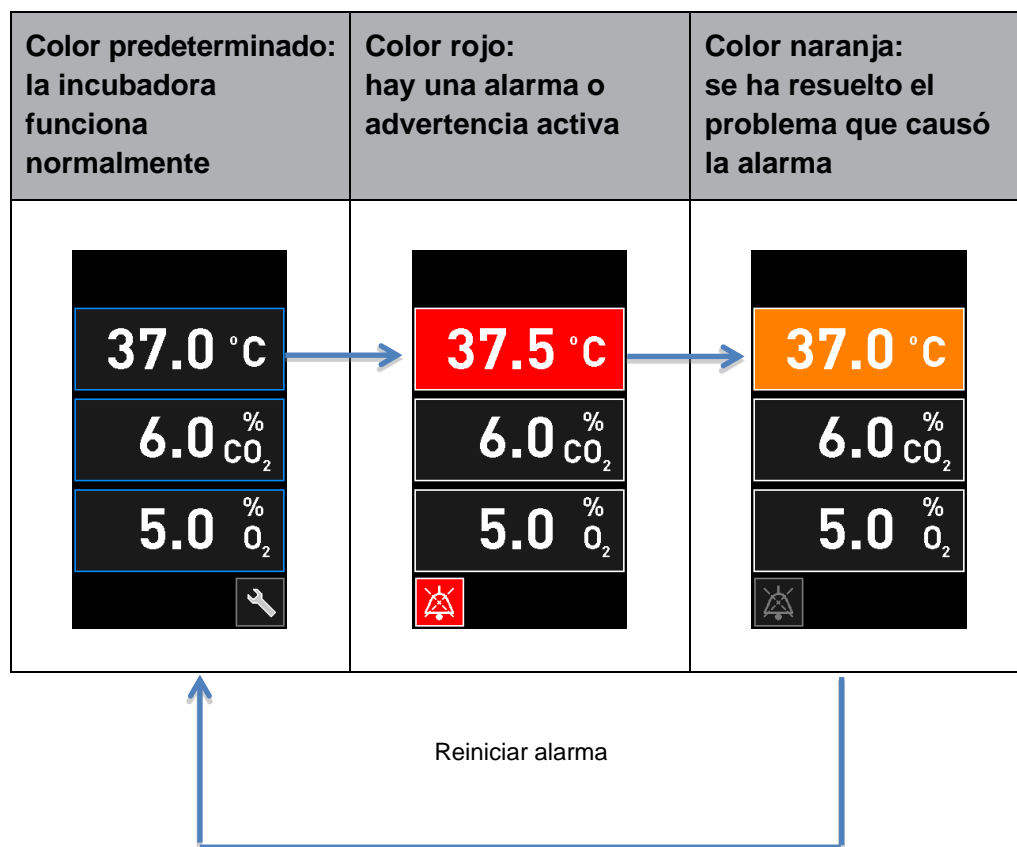 Color predeterminado:
la incubadora
funciona
normalmente
Color rojo:
hay una alarma o
advertencia activa
Color naranja:
se ha resuelto el
problema que causó
la alarma
37.0 °C
6.0 % CO₂
5.0 % O₂
37.5 °C
6.0 % CO₂
5.0 % O₂
37.0 °C
6.0 % CO₂
5.0 % O₂
Reiniciar alarma